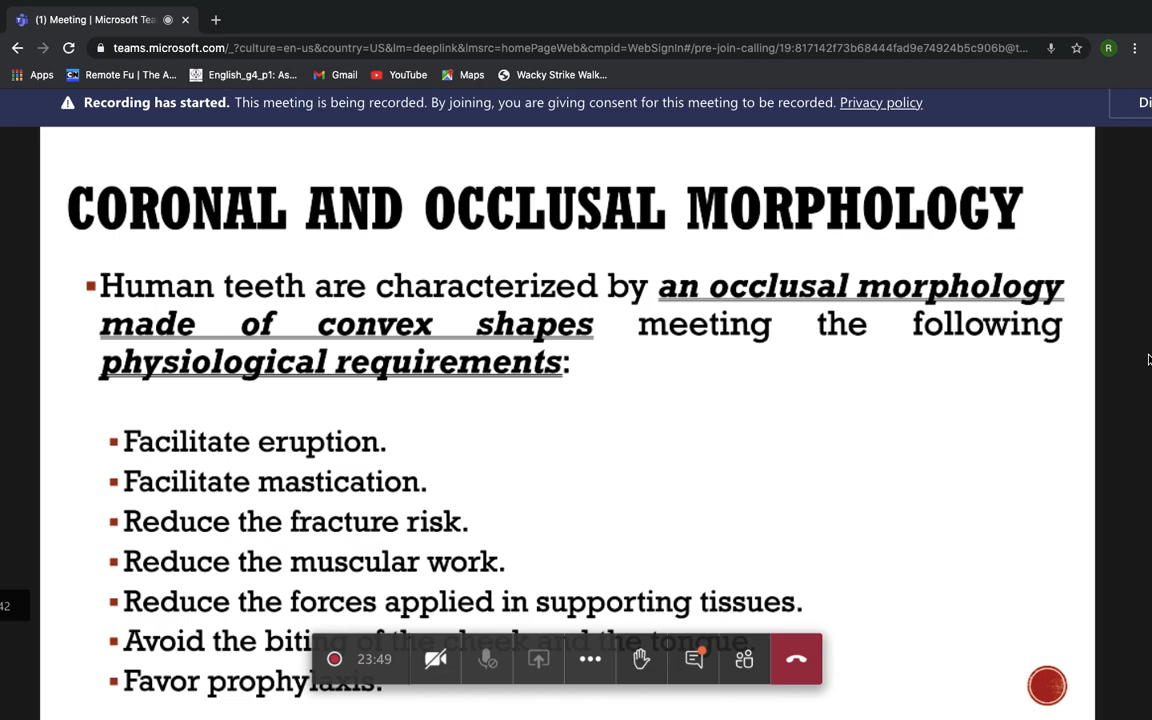 (1) Meeting | Microsoft Tea
teams.microsoft.com/_?culture=en-us&country=US&lm=deeplink&lmsrc=homePageWeb&cmpid=WebSignIn#/pre-join-calling/19:817142f73b68444fad9e74924b5c906b@t...
R
Apps Remote Fu | The A... English_g4_p1: As... Gmail YouTube Maps Wacky Strike Walk...
Recording has started. This meeting is being recorded. By joining, you are giving consent for this meeting to be recorded. Privacy policy
Di
CORONAL AND OCCLUSAL MORPHOLOGY
▪Human teeth are characterized by an occlusal morphology
made of convex shapes meeting the following
physiological requirements:
▪Facilitate eruption.
▪Facilitate mastication.
▪Reduce the fracture risk.
▪Reduce the muscular work.
▪Reduce the forces applied in supporting tissues.
42
▪Avoid the biting of the cheek and the tongue.
23:49
▪Favor prophylaxis.